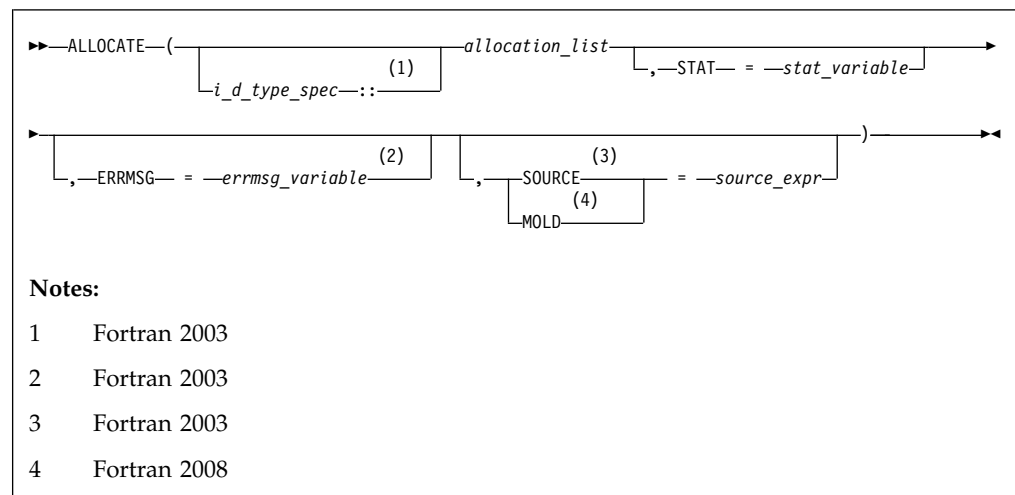 ALLOCATE ( allocation_list
(1)
i_d_type_spec ::
, STAT = stat_variable
)
(2)
, ERRMSG = errmsg_variable
(3)
, SOURCE = source_expr
(4)
MOLD
Notes:
1 Fortran 2003
2 Fortran 2003
3 Fortran 2003
4 Fortran 2008